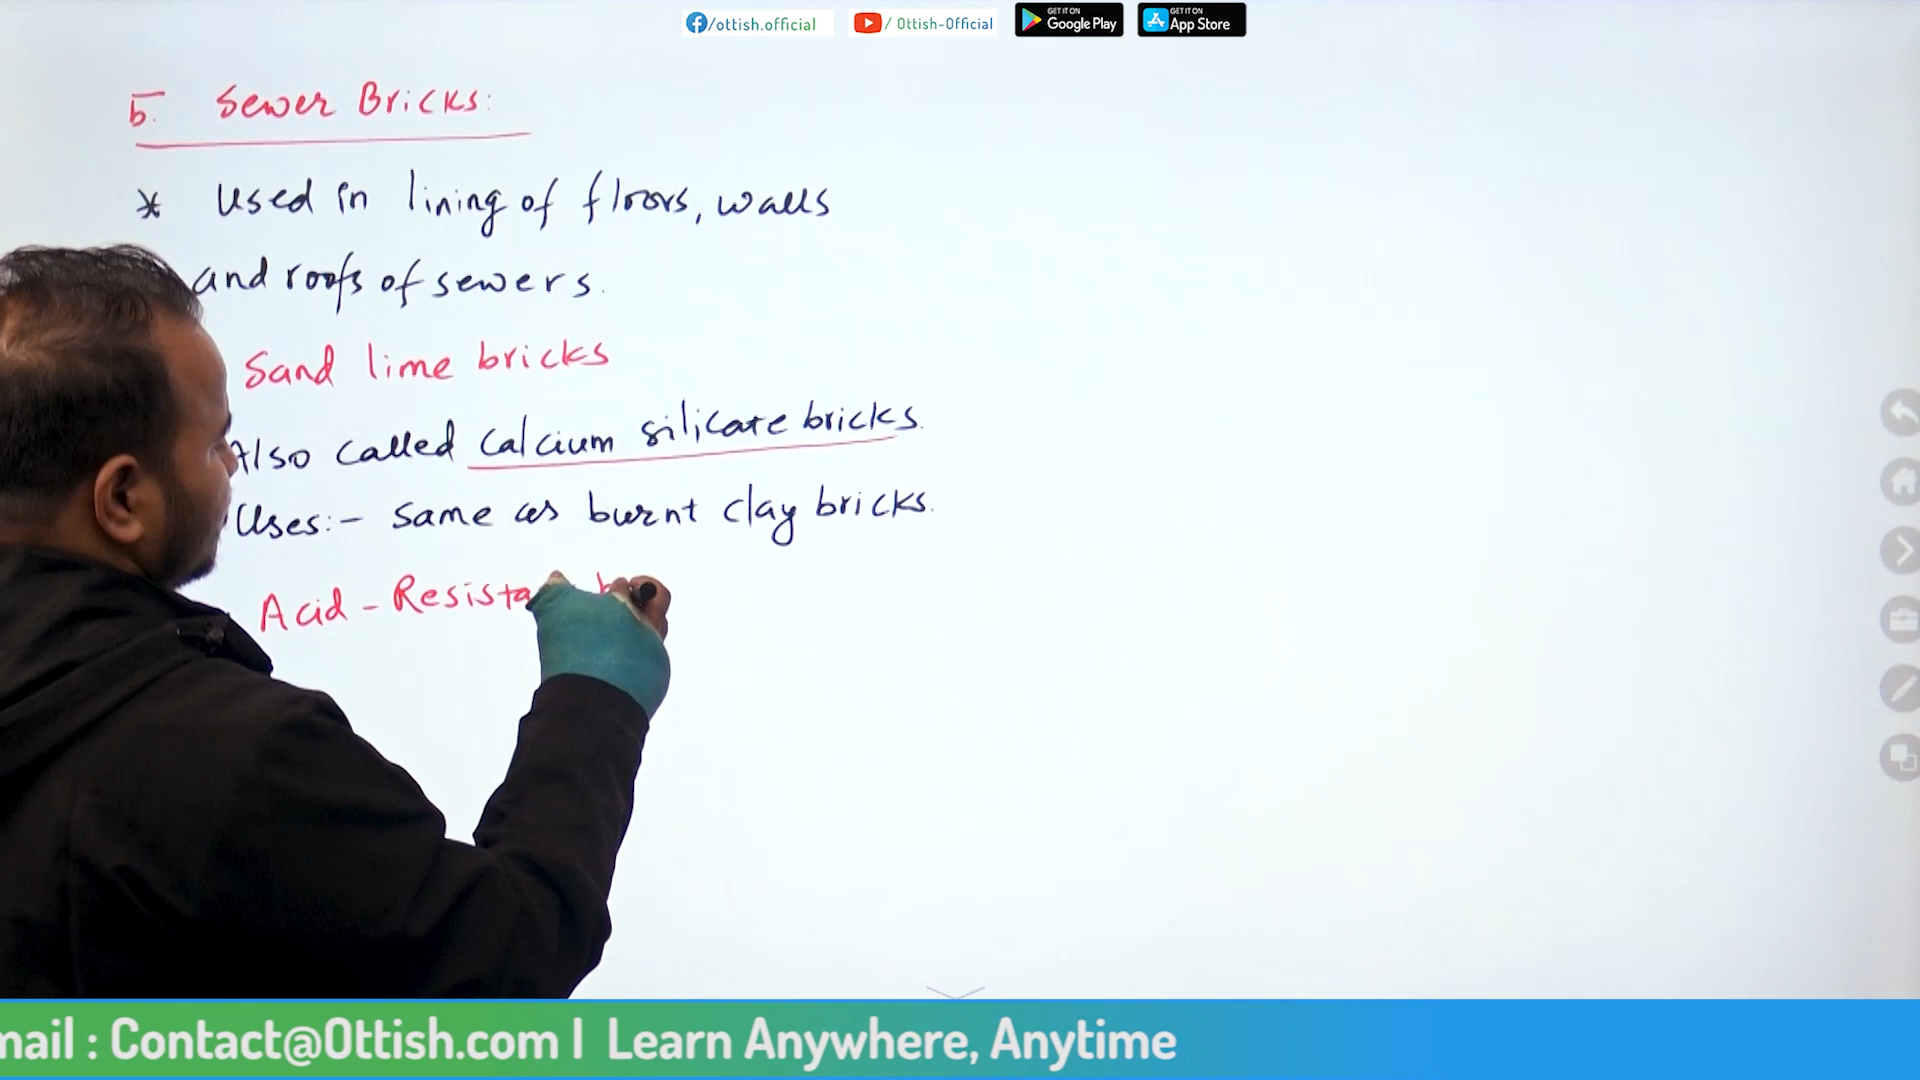 /ottish.official / Ottish-Official GET IT ON Google Play GET IT ON App Store
5. Sewer Bricks:
* Used in lining of floors, walls
and roofs of sewers.
Sand lime bricks
Also called calcium silicate bricks.
Uses:- same as burnt clay bricks.
Acid-Resista
mail : Contact@Ottish.com I Learn Anywhere, Anytime